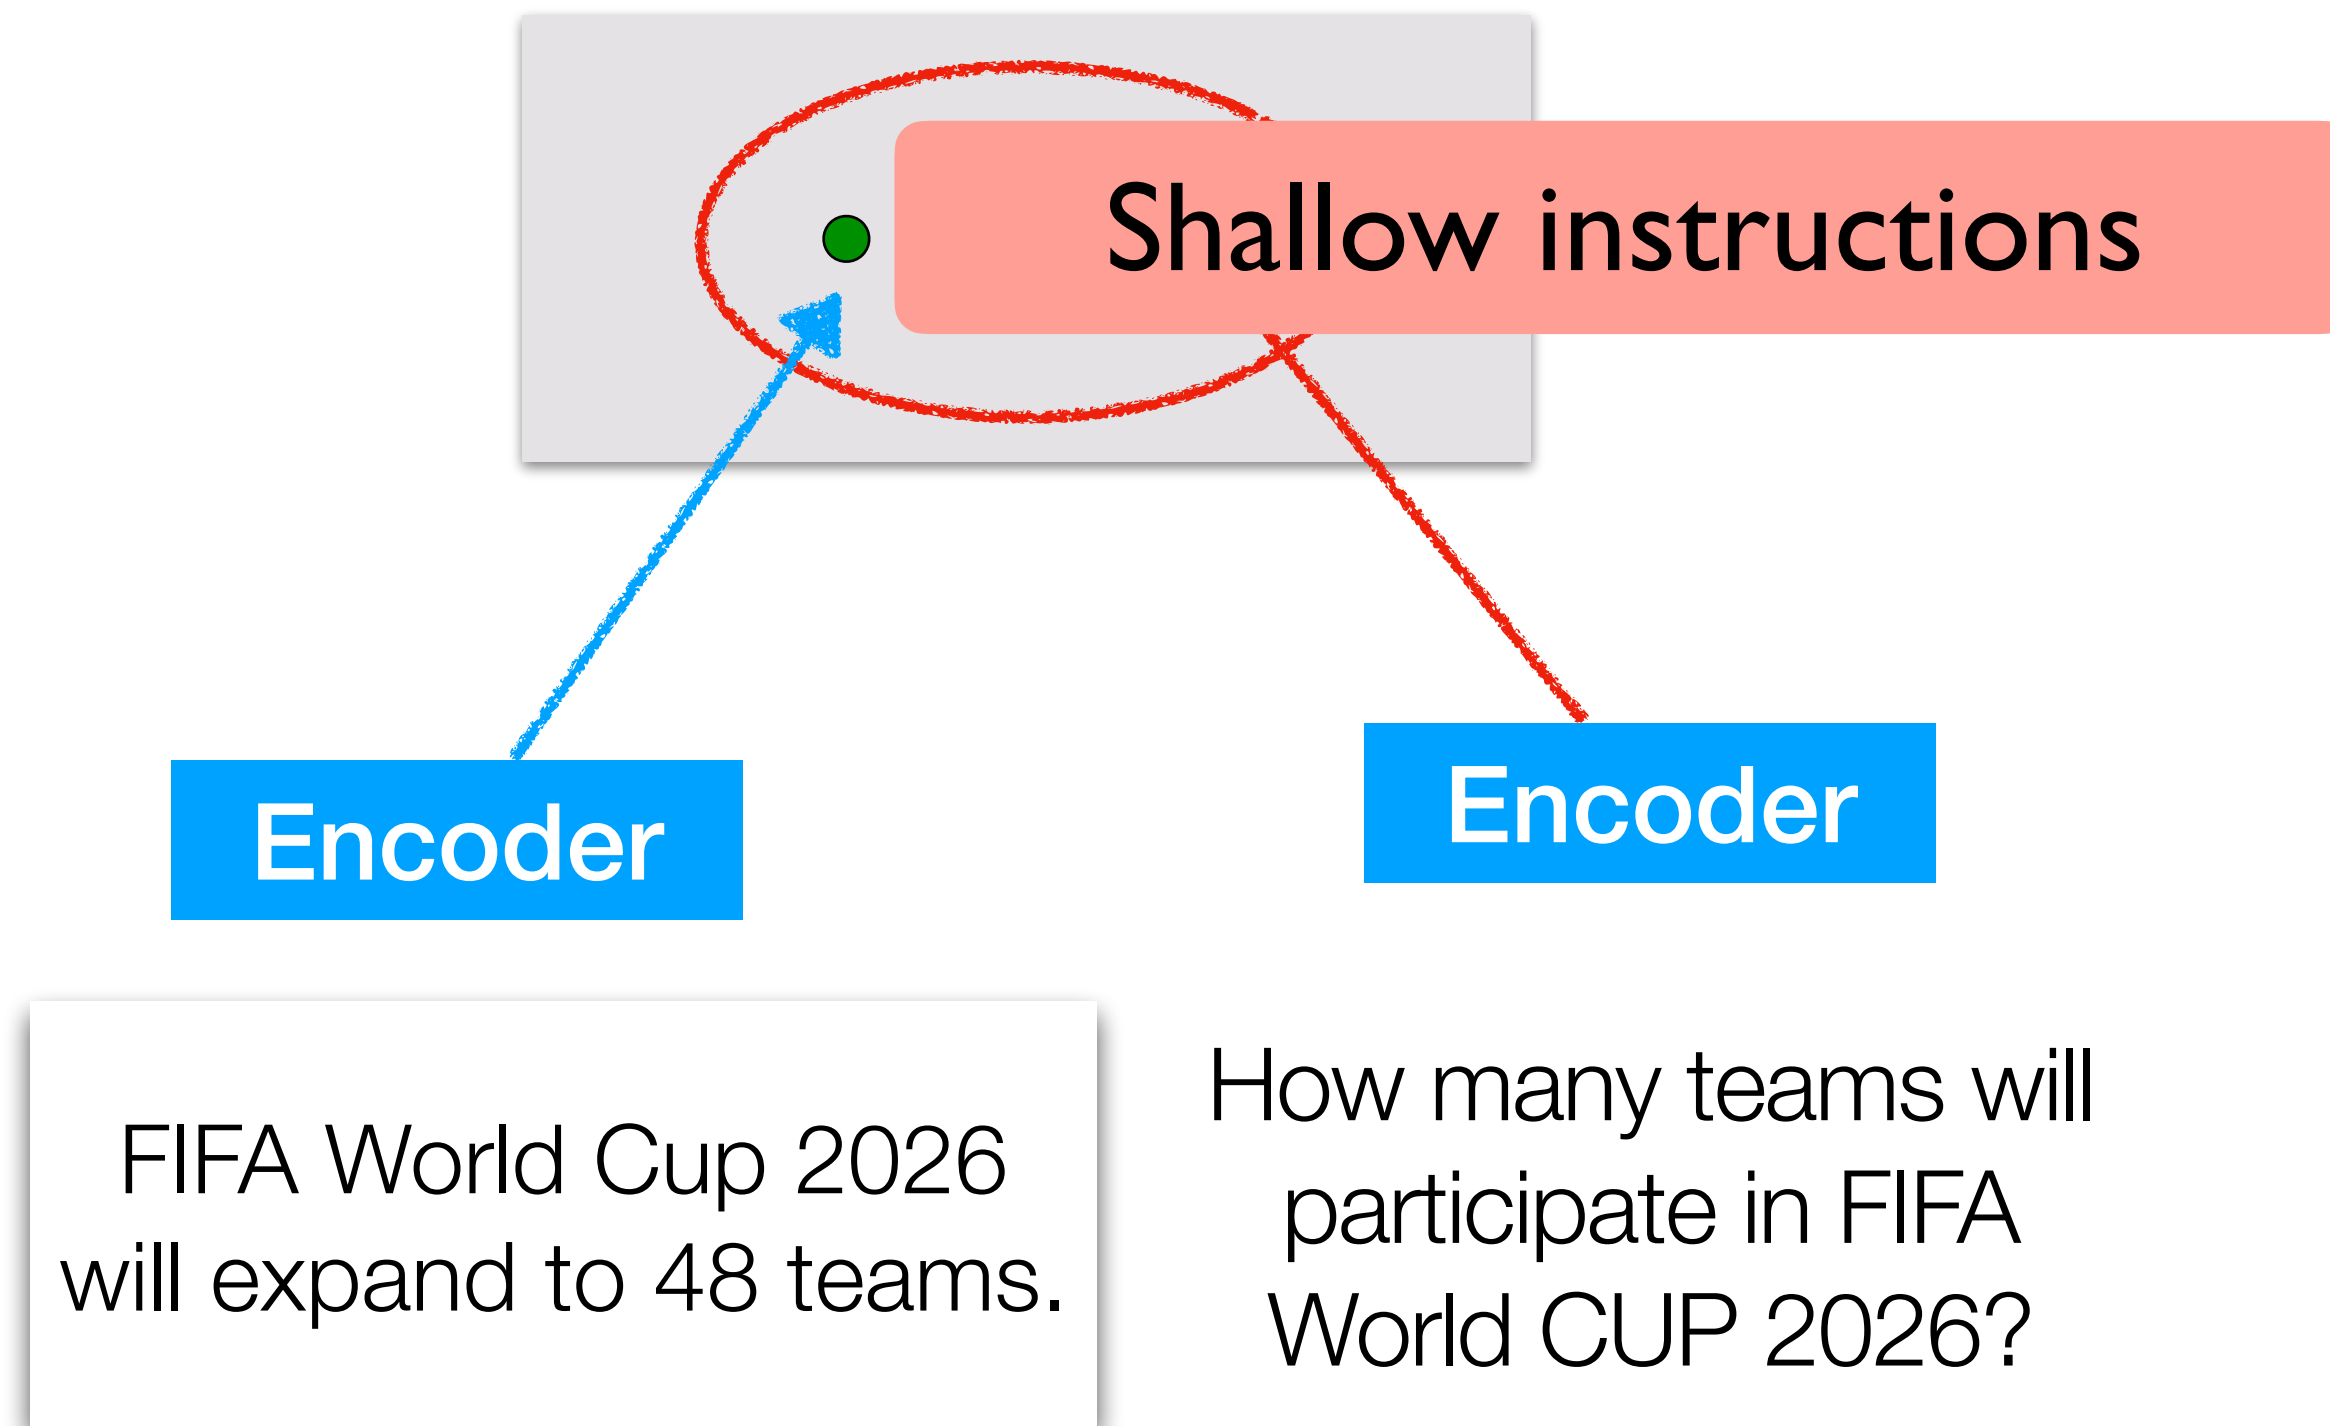 Shallow instructions
Encoder
Encoder
FIFA World Cup 2026
will expand to 48 teams.
How many teams will
participate in FIFA
World CUP 2026?